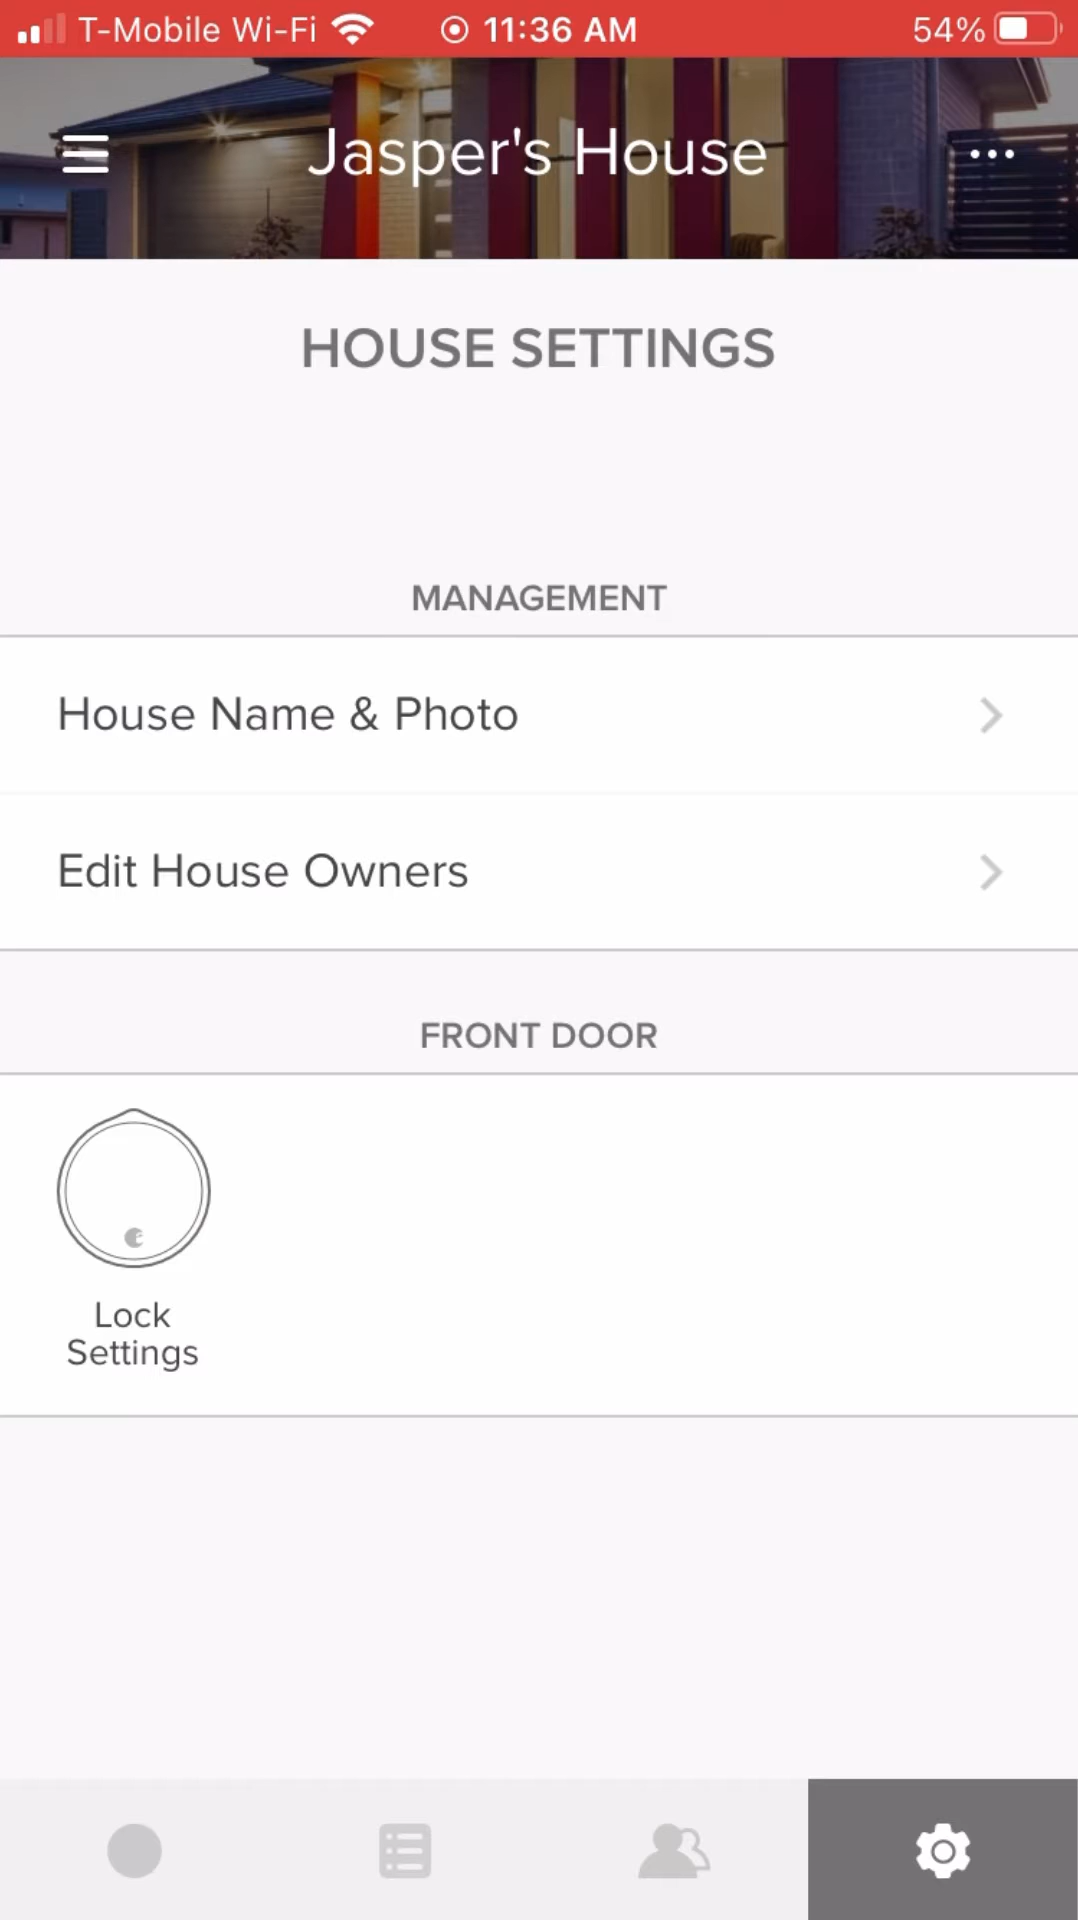 T-Mobile Wi-Fi 11:36 AM 54%
Jasper's House
HOUSE SETTINGS
MANAGEMENT
House Name & Photo
Edit House Owners
FRONT DOOR
Lock
Settings